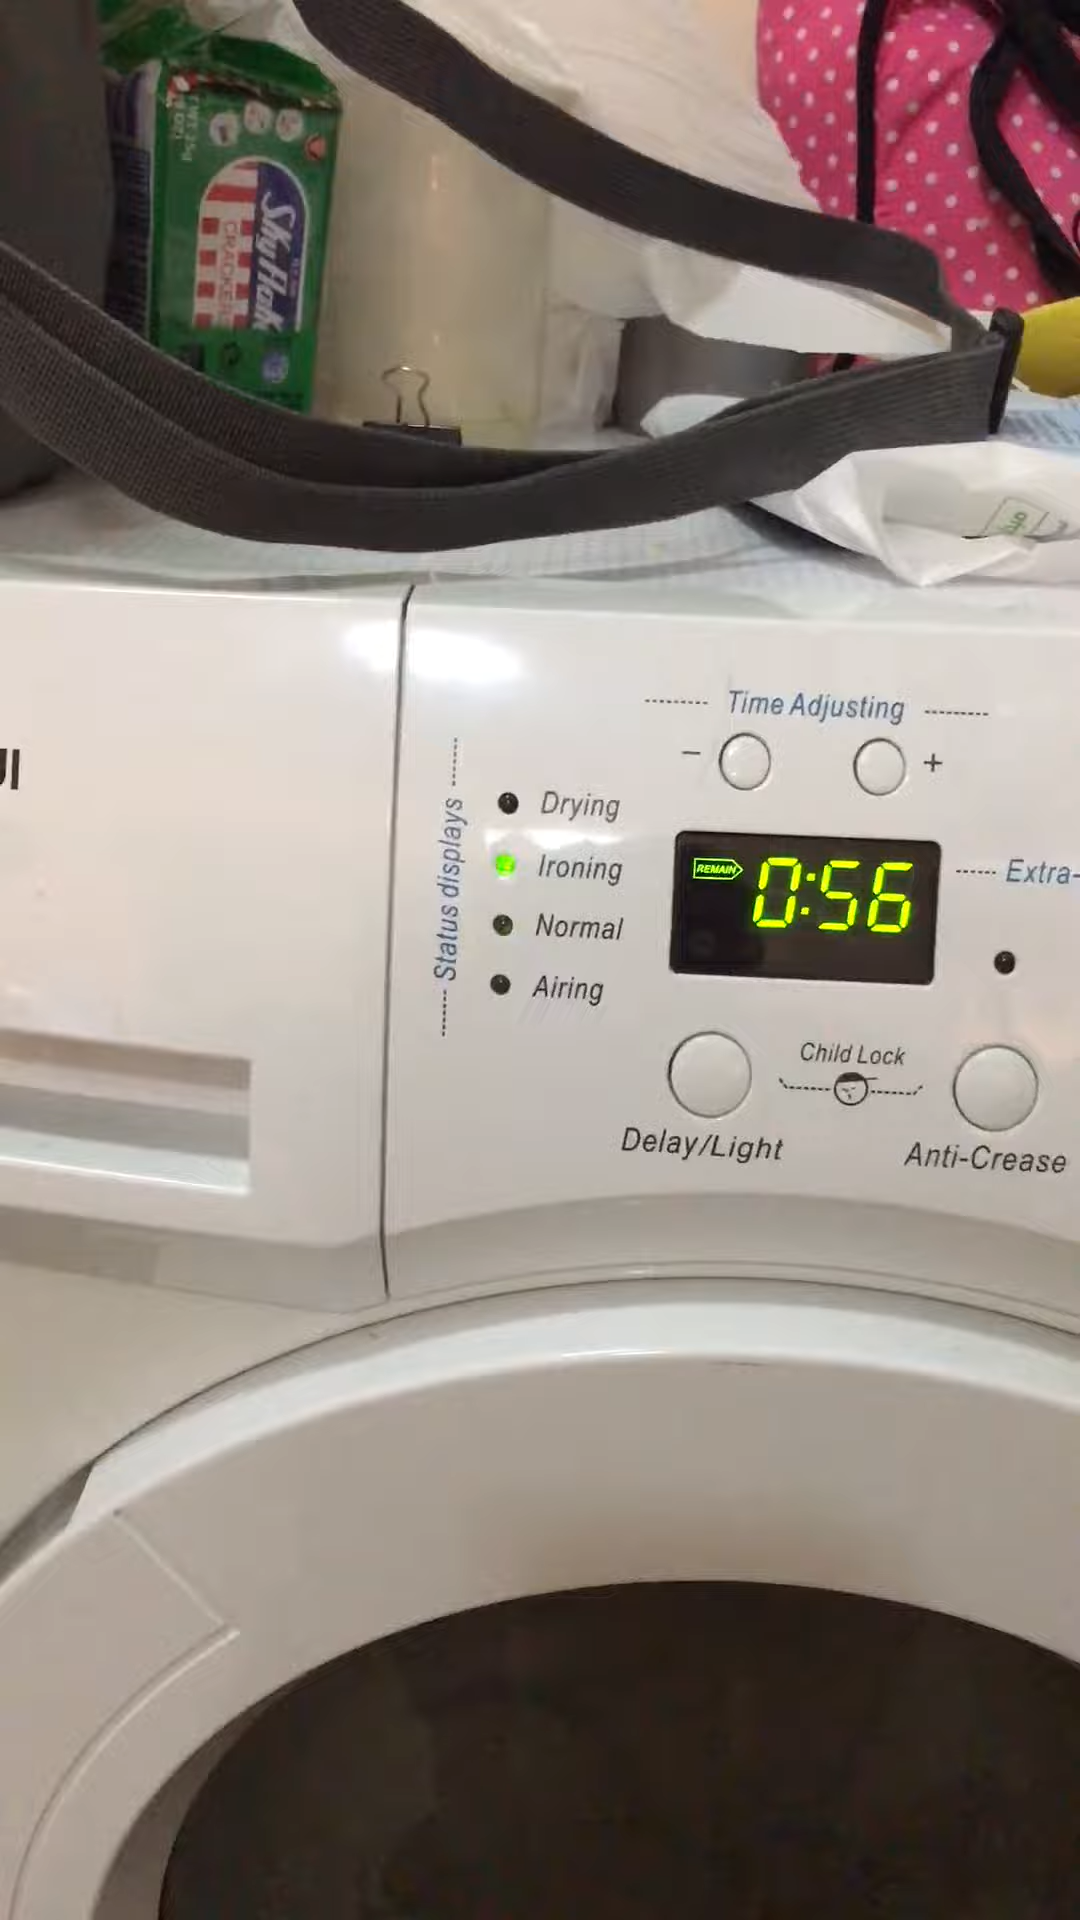 SkyFlakes
CRACKERS
Time Adjusting
- +
Status displays
Drying
Ironing
Normal
Airing
REMAIN 0:56
Extra-
Child Lock
Delay/Light
Anti-Crease